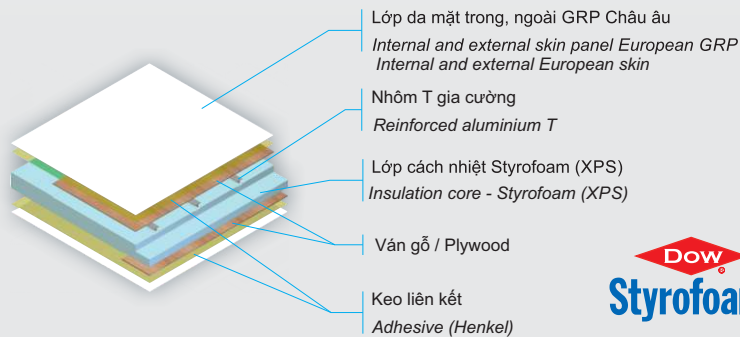 Lớp da mặt trong, ngoài GRP Châu âu
Internal and external skin panel European GRP
Internal and external European skin
Nhôm T gia cường
Reinforced aluminium T
Lớp cách nhiệt Styrofoam (XPS)
Insulation core - Styrofoam (XPS)
Ván gỗ / Plywood
Keo liên kết
Adhesive (Henkel)
Dow